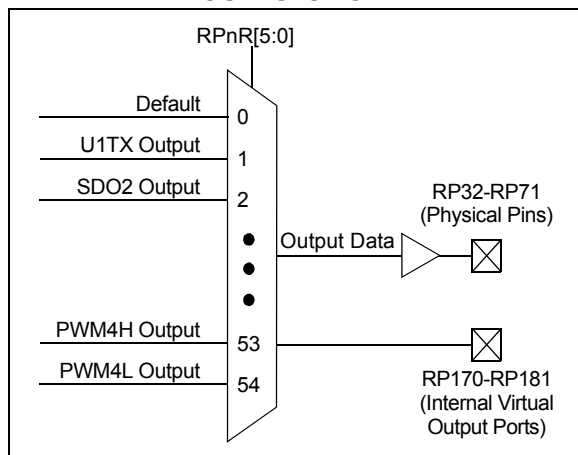 RPnR[5:0]
Default
0
U1TX Output
1
SDO2 Output
2
RP32-RP71
(Physical Pins)
Output Data
PWM4H Output
53
PWM4L Output
54
RP170-RP181
(Internal Virtual
Output Ports)